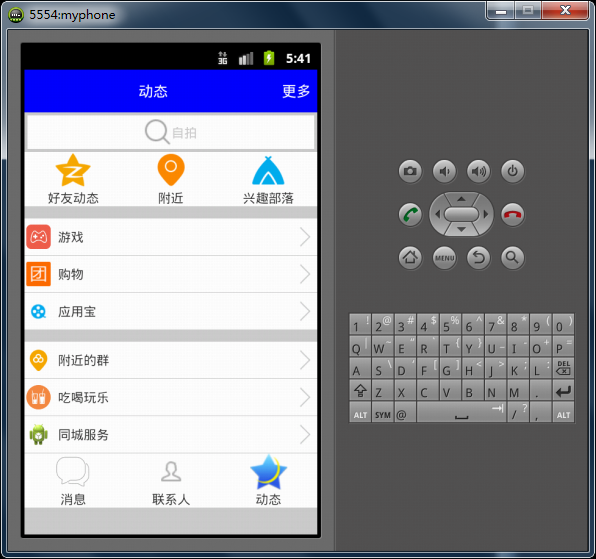 5554:myphone
3G 5:41
动态 更多
自拍
好友动态 附近 兴趣部落
游戏
团 购物
应用宝
附近的群
吃喝玩乐
同城服务
消息 联系人 动态
MENU
1 ! 2 @ 3 # 4 $ 5 % 6 ^ 7 & 8 * 9 ( 0 )
Q | W ~ E " R ` T { Y } U _ I - O + P =
A S \ D ' F [ G ] H < J > K ; L : DEL
Z X C V B N M .
ALT SYM @ / , ? ALT